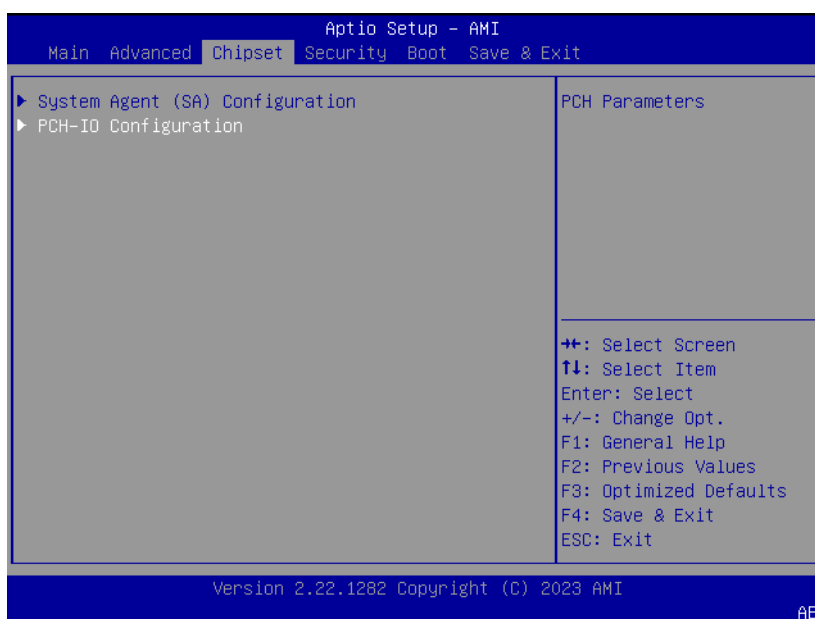 Aptio Setup – AMI
Main Advanced Chipset Security Boot Save & Exit
System Agent (SA) Configuration
PCH-IO Configuration
PCH Parameters
→←: Select Screen
↑↓: Select Item
Enter: Select
+/-: Change Opt.
F1: General Help
F2: Previous Values
F3: Optimized Defaults
F4: Save & Exit
ESC: Exit
Version 2.22.1282 Copyright (C) 2023 AMI